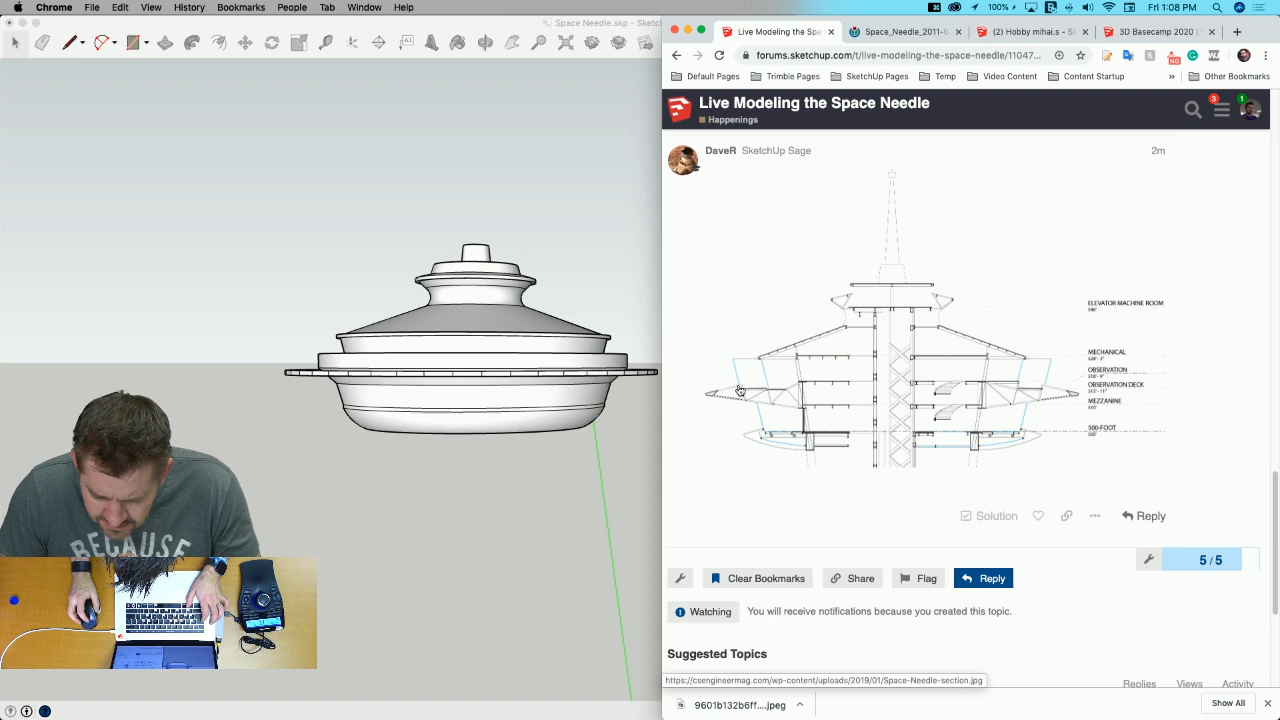 Chrome File Edit View History Bookmarks People Tab Window Help
100% Fri 1:08 PM
Space Needle.skp - Sketc
Live Modeling the Spa
Space_Needle_2011-0
(2) Hobby mihai.s - Sk
3D Basecamp 2020 |
forums.sketchup.com/t/live-modeling-the-space-needle/11047...
Default Pages Trimble Pages SketchUp Pages Temp Video Content Content Startup » Other Bookmarks
Live Modeling the Space Needle
Happenings
3
1
DaveR SketchUp Sage 2m
ELEVATOR MACHINE ROOM
MECHANICAL
OBSERVATION
OBSERVATION DECK
MEZZANINE
500-FOOT
Solution
Reply
5 / 5
Clear Bookmarks Share Flag Reply
Watching You will receive notifications because you created this topic.
Suggested Topics
Replies Views Activity
https://csengineermag.com/wp-content/uploads/2019/01/Space-Needle-section.jpg
9601b132b6ff....jpeg
Show All
BECAUSE